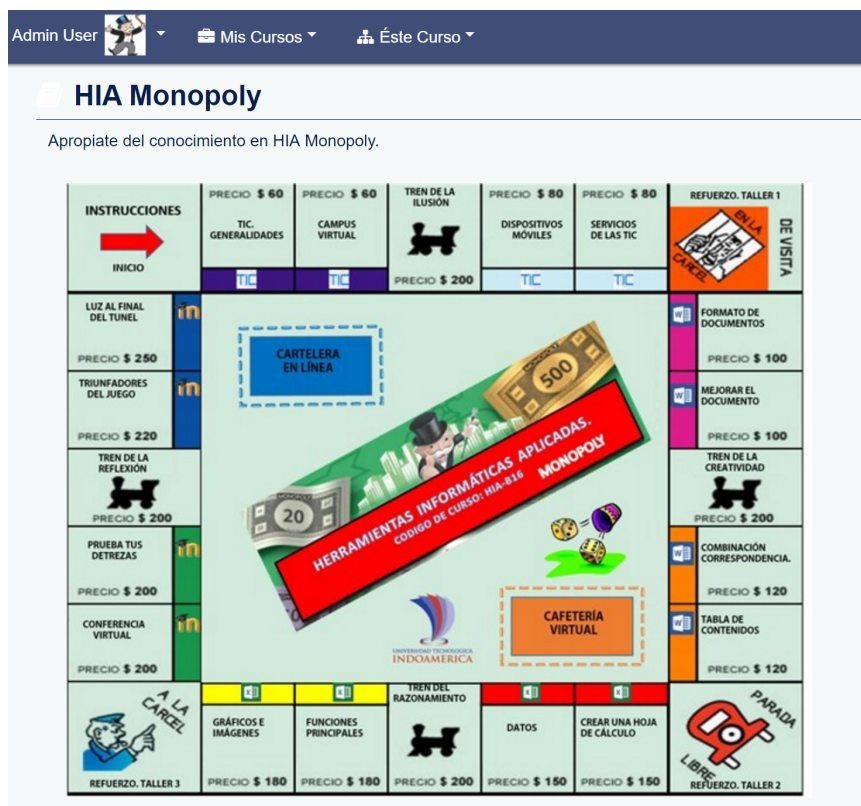 Admin User
Mis Cursos
Éste Curso
HIA Monopoly
Apropiate del conocimiento en HIA Monopoly.
INSTRUCCIONES
INICIO
PRECIO $ 60
TIC.
GENERALIDADES
TIC
PRECIO $ 60
CAMPUS
VIRTUAL
TIC
TREN DE LA
ILUSIÓN
PRECIO $ 200
PRECIO $ 80
DISPOSITIVOS
MÓVILES
TIC
PRECIO $ 80
SERVICIOS
DE LAS TIC
TIC
REFUERZO. TALLER 1
EN LA
CARCEL
DE VISITA
LUZ AL FINAL
DEL TUNEL
PRECIO $ 250
m
TRIUNFADORES
DEL JUEGO
PRECIO $ 220
m
TREN DE LA
REFLEXIÓN
PRECIO $ 200
PRUEBA TUS
DETREZAS
PRECIO $ 200
m
CONFERENCIA
VIRTUAL
PRECIO $ 200
m
CARTELERA
EN LÍNEA
MONOPOLY
500
MONOPOLY
20
HERRAMIENTAS INFORMÁTICAS APLICADAS.
CODIGO DE CURSO: HIA-B16
MONOPOLY
UNIVERSIDAD TECNOLOGICA
INDOAMERICA
CAFETERÍA
VIRTUAL
W
FORMATO DE
DOCUMENTOS
PRECIO $ 100
W
MEJORAR EL
DOCUMENTO
PRECIO $ 100
TREN DE LA
CREATIVIDAD
PRECIO $ 200
W
COMBINACIÓN
CORRESPONDENCIA.
PRECIO $ 120
W
TABLA DE
CONTENIDOS
PRECIO $ 120
A LA
CARCEL
REFUERZO. TALLER 3
X
GRÁFICOS E
IMÁGENES
PRECIO $ 180
X
FUNCIONES
PRINCIPALES
PRECIO $ 180
TREN DEL
RAZONAMIENTO
PRECIO $ 200
X
DATOS
PRECIO $ 150
X
CREAR UNA HOJA
DE CÁLCULO
PRECIO $ 150
PARADA
LIBRE
REFUERZO. TALLER 2